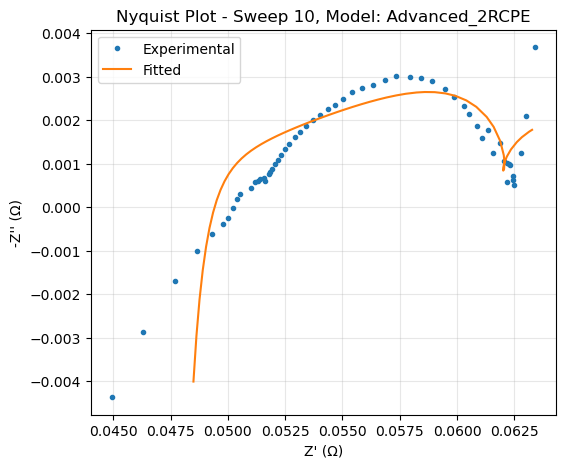 Nyquist Plot - Sweep 10, Model: Advanced_2RCPE
Experimental
Fitted
0.004
0.003
0.002
0.001
0.000
−0.001
−0.002
−0.003
−0.004
-Z'' (Ω)
0.0450 0.0475 0.0500 0.0525 0.0550 0.0575 0.0600 0.0625
Z' (Ω)